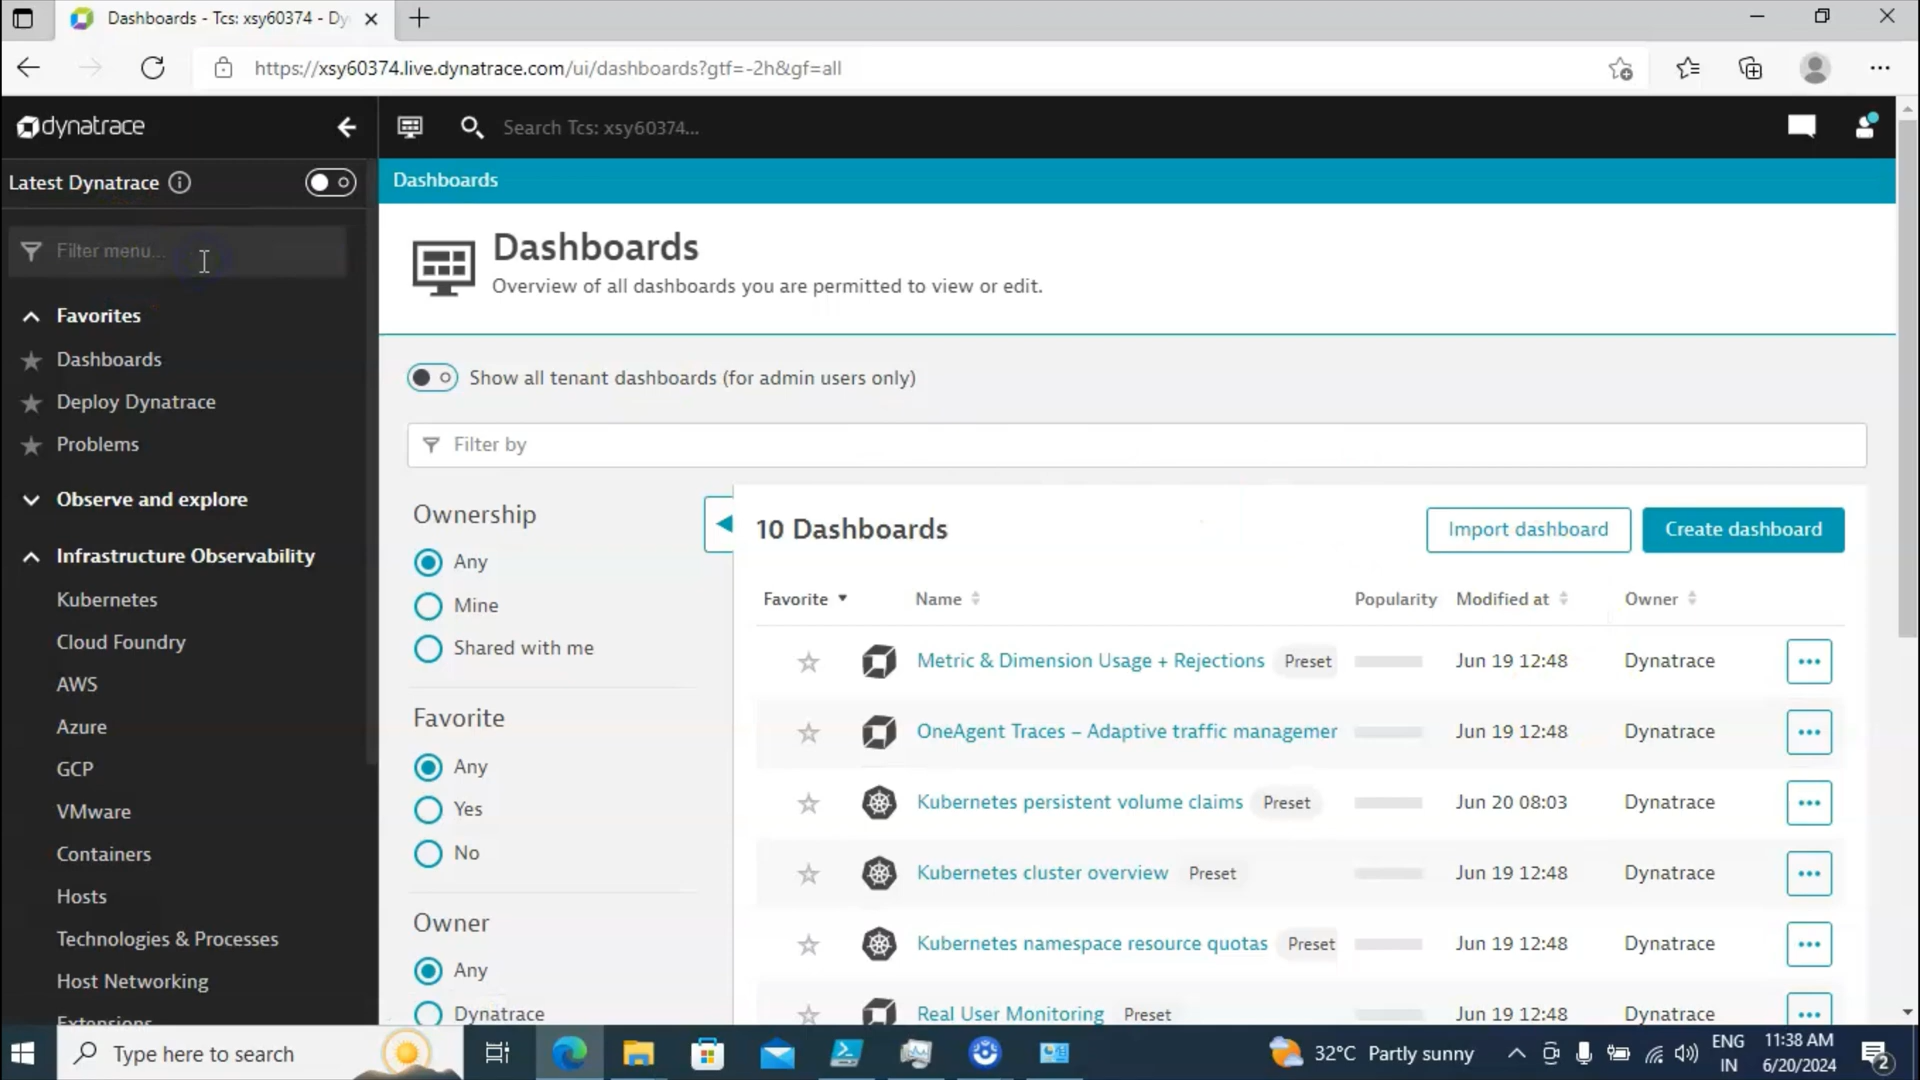 Dashboards - Tcs: xsy60374 - Dy
https://xsy60374.live.dynatrace.com/ui/dashboards?gtf=-2h&gf=all
dynatrace
Search Tcs: xsy60374...
Latest Dynatrace
Dashboards
Filter menu...
Dashboards
Overview of all dashboards you are permitted to view or edit.
Favorites
Dashboards
Deploy Dynatrace
Problems
Observe and explore
Infrastructure Observability
Kubernetes
Cloud Foundry
AWS
Azure
GCP
VMware
Containers
Hosts
Technologies & Processes
Host Networking
Extensions
Show all tenant dashboards (for admin users only)
Filter by
Ownership
Any
Mine
Shared with me
Favorite
Any
Yes
No
Owner
Any
Dynatrace
10 Dashboards
Import dashboard
Create dashboard
Favorite Name Popularity Modified at Owner
Metric & Dimension Usage + Rejections Preset Jun 19 12:48 Dynatrace
OneAgent Traces – Adaptive traffic managemer Jun 19 12:48 Dynatrace
Kubernetes persistent volume claims Preset Jun 20 08:03 Dynatrace
Kubernetes cluster overview Preset Jun 19 12:48 Dynatrace
Kubernetes namespace resource quotas Preset Jun 19 12:48 Dynatrace
Real User Monitoring Preset Jun 19 12:48 Dynatrace
Type here to search
32°C Partly sunny
ENG
IN
11:38 AM
6/20/2024
2